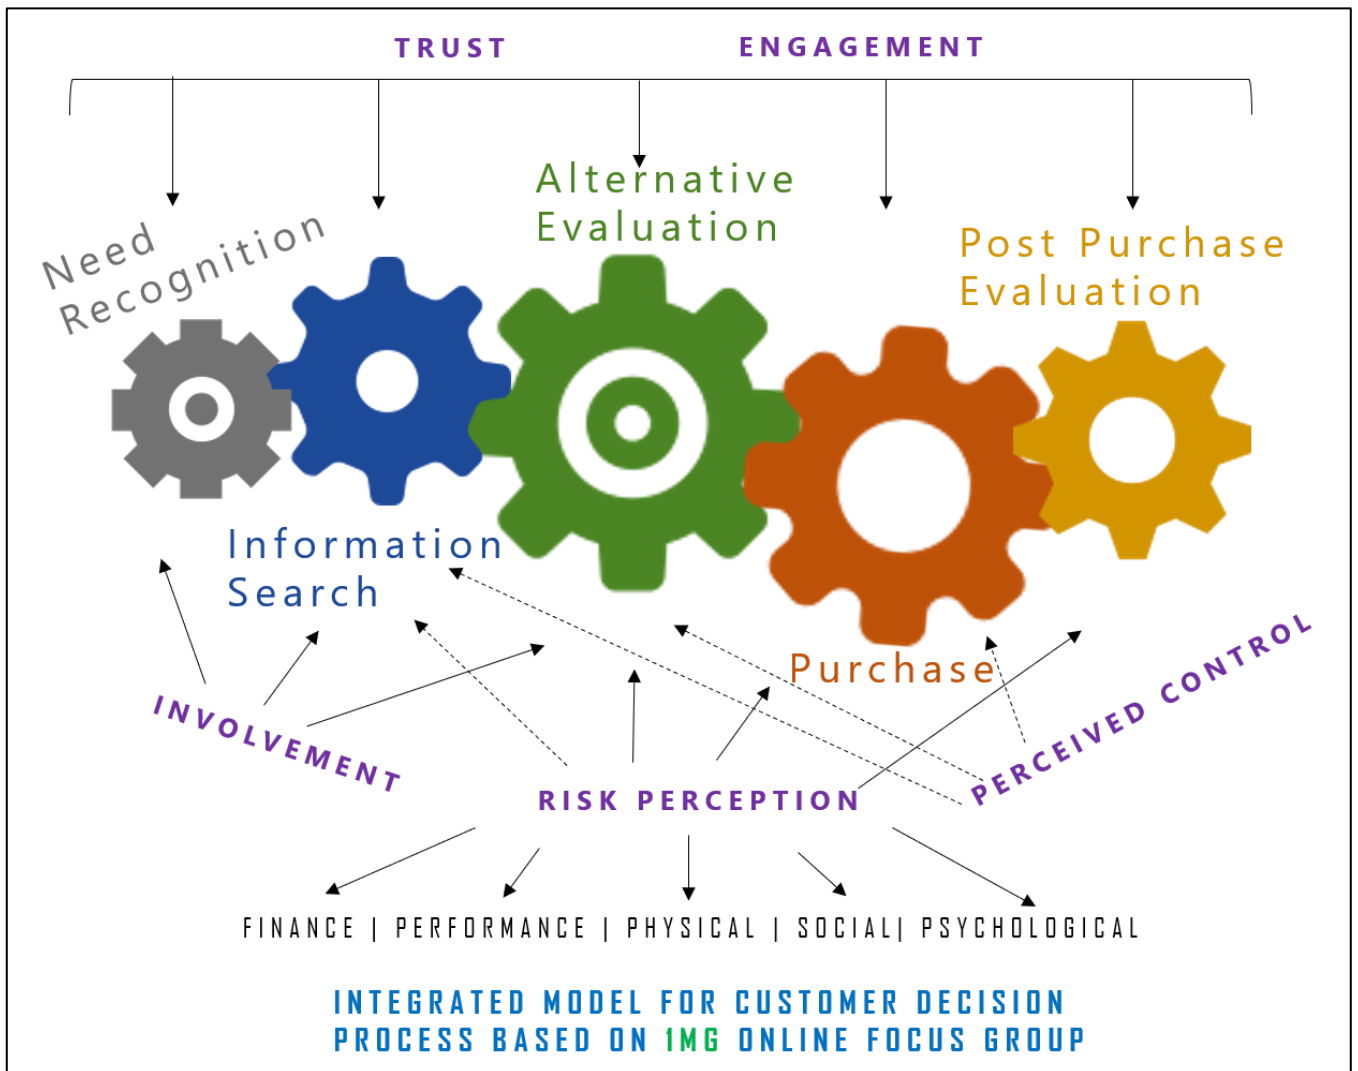 TRUST
ENGAGEMENT
Need
Recognition
Alternative
Evaluation
Post Purchase
Evaluation
Information
Search
Purchase
INVOLVEMENT
RISK PERCEPTION
PERCEIVED CONTROL
FINANCE | PERFORMANCE | PHYSICAL | SOCIAL| PSYCHOLOGICAL
INTEGRATED MODEL FOR CUSTOMER DECISION
PROCESS BASED ON 1MG ONLINE FOCUS GROUP